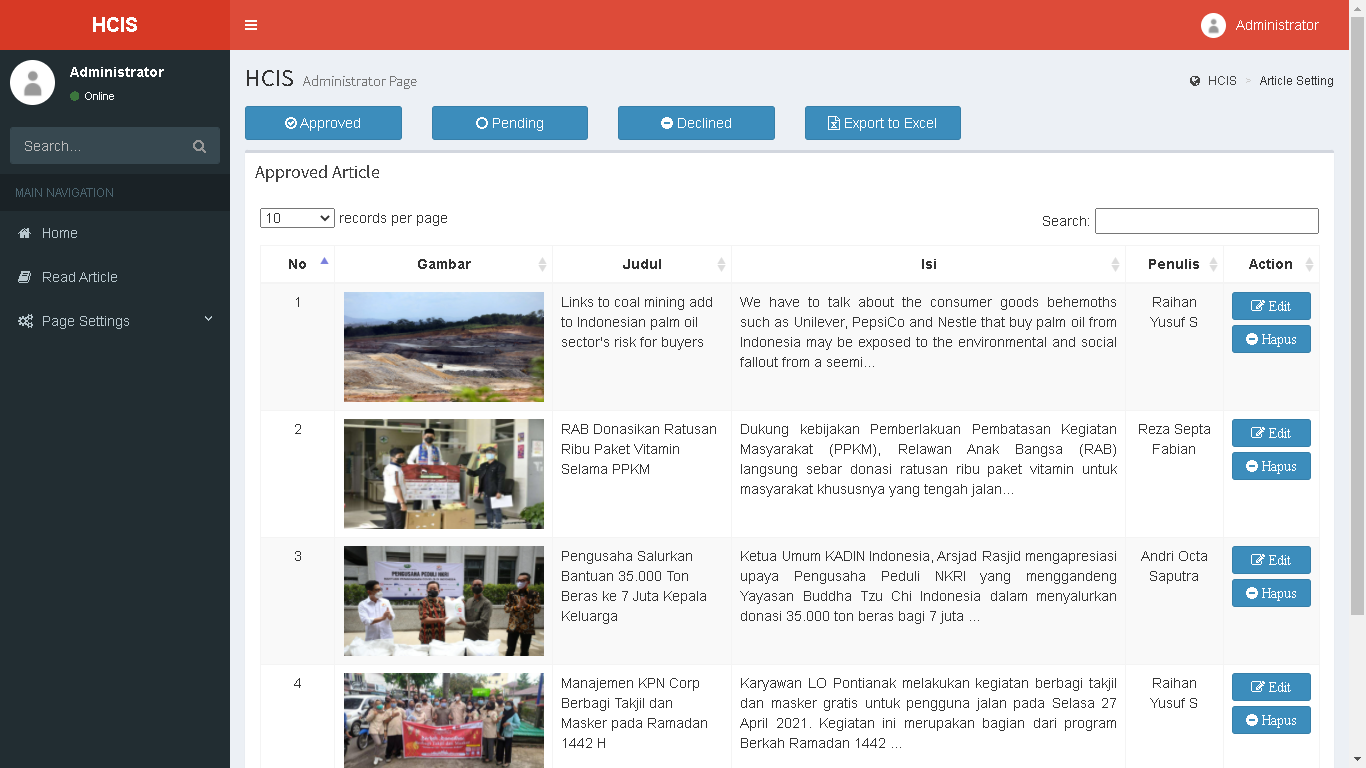 HCIS
Administrator
Administrator
Online
HCIS Administrator Page
HCIS > Article Setting
Search...
Approved
Pending
Declined
Export to Excel
MAIN NAVIGATION
Home
Read Article
Page Settings
Approved Article
10 records per page
Search:
No Gambar Judul Isi Penulis Action
1
Links to coal mining add
to Indonesian palm oil
sector's risk for buyers
We have to talk about the consumer goods behemoths
such as Unilever, PepsiCo and Nestle that buy palm oil from
Indonesia may be exposed to the environmental and social
fallout from a seemi...
Raihan
Yusuf S
Edit
Hapus
2
RAB Donasikan Ratusan
Ribu Paket Vitamin
Selama PPKM
Dukung kebijakan Pemberlakuan Pembatasan Kegiatan
Masyarakat (PPKM), Relawan Anak Bangsa (RAB)
langsung sebar donasi ratusan ribu paket vitamin untuk
masyarakat khususnya yang tengah jalan...
Reza Septa
Fabian
Edit
Hapus
3
PENGUSAHA PEDULI NKRI
Pengusaha Salurkan
Bantuan 35.000 Ton
Beras ke 7 Juta Kepala
Keluarga
Ketua Umum KADIN Indonesia, Arsjad Rasjid mengapresiasi
upaya Pengusaha Peduli NKRI yang menggandeng
Yayasan Buddha Tzu Chi Indonesia dalam menyalurkan
donasi 35.000 ton beras bagi 7 juta ...
Andri Octa
Saputra
Edit
Hapus
4
Manajemen KPN Corp
Berbagi Takjil dan
Masker pada Ramadan
1442 H
Karyawan LO Pontianak melakukan kegiatan berbagi takjil
dan masker gratis untuk pengguna jalan pada Selasa 27
April 2021. Kegiatan ini merupakan bagian dari program
Berkah Ramadan 1442 ...
Raihan
Yusuf S
Edit
Hapus